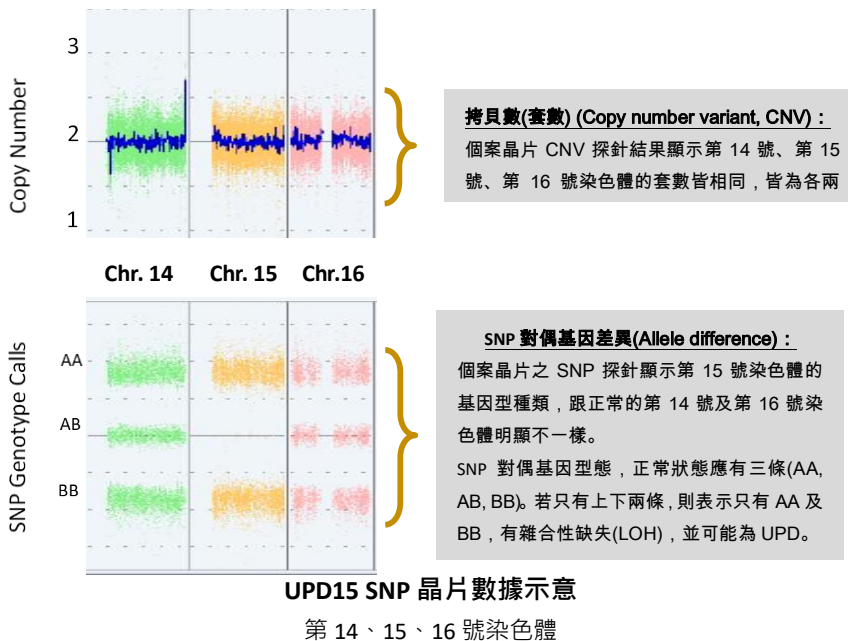 3
Copy Number
2
1
拷貝數(套數) (Copy number variant, CNV)：
個案晶片 CNV 探針結果顯示第 14 號、第 15
號、第 16 號染色體的套數皆相同，皆為各兩
Chr. 14 Chr. 15 Chr.16
SNP Genotype Calls
AA
AB
BB
SNP 對偶基因差異(Allele difference)：
個案晶片之 SNP 探針顯示第 15 號染色體的
基因型種類，跟正常的第 14 號及第 16 號染
色體明顯不一樣。
SNP 對偶基因型態，正常狀態應有三條(AA,
AB, BB)。若只有上下兩條，則表示只有 AA 及
BB，有雜合性缺失(LOH)，並可能為 UPD。
UPD15 SNP 晶片數據示意
第 14、15、16 號染色體